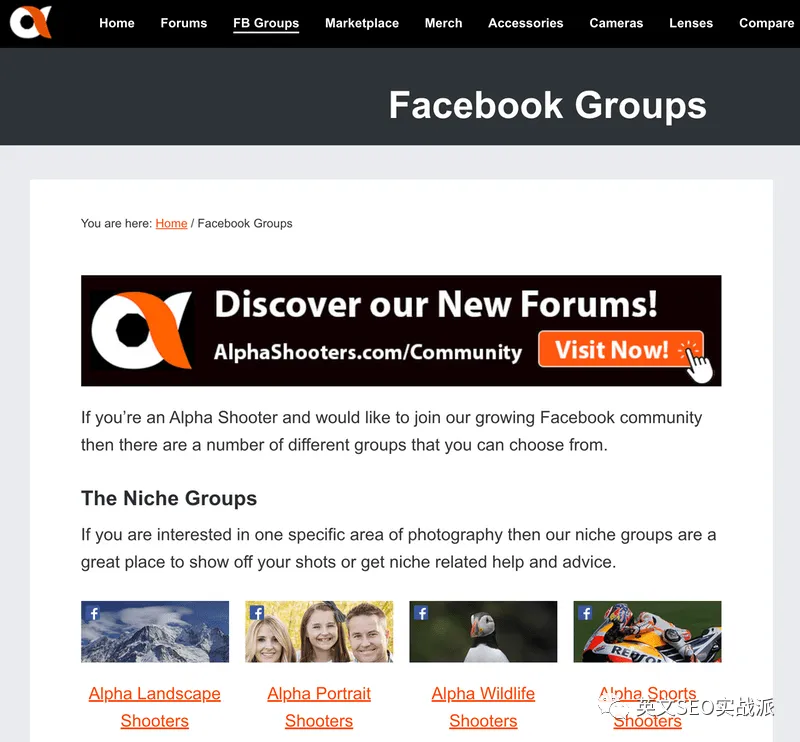 Home Forums FB Groups Marketplace Merch Accessories Cameras Lenses Compare
Facebook Groups
You are here: Home / Facebook Groups
Discover our New Forums!
AlphaShooters.com/Community Visit Now!
If you’re an Alpha Shooter and would like to join our growing Facebook community
then there are a number of different groups that you can choose from.
The Niche Groups
If you are interested in one specific area of photography then our niche groups are a
great place to show off your shots or get niche related help and advice.
Alpha Landscape Shooters
Alpha Portrait Shooters
Alpha Wildlife Shooters
Alpha Sports Shooters
英文SEO实战派